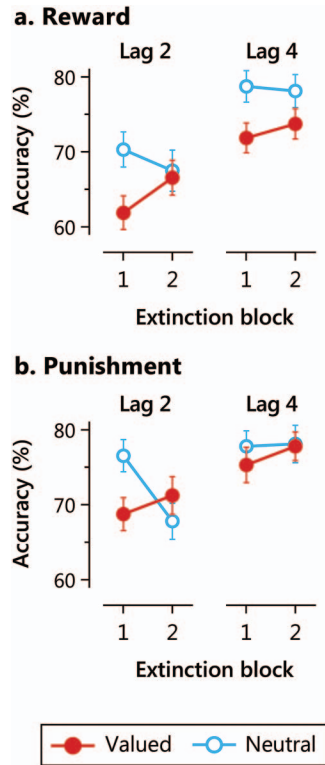 a. Reward
Lag 2 Lag 4
80
70
60
Accuracy (%)
1 2 1 2
Extinction block
b. Punishment
Lag 2 Lag 4
80
70
60
Accuracy (%)
1 2 1 2
Extinction block
Valued Neutral